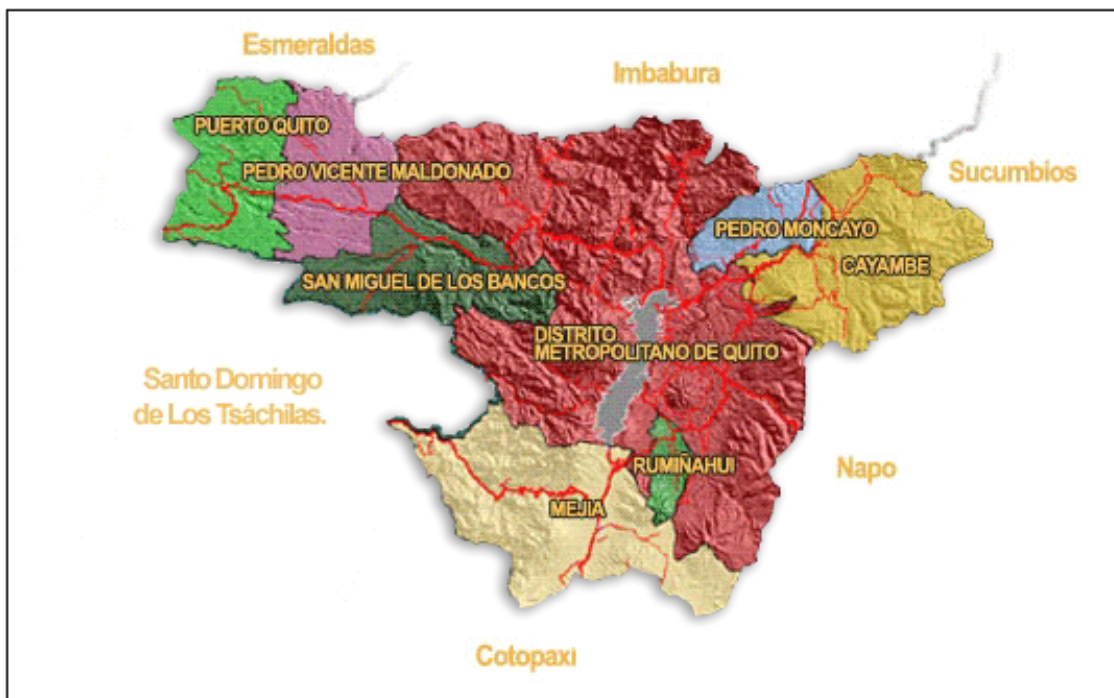 Esmeraldas
Imbabura
PUERTO QUITO
PEDRO VICENTE MALDONADO
Sucumbios
PEDRO MONCAYO
CAYAMBE
SAN MIGUEL DE LOS BANCOS
DISTRITO
METROPOLITANO DE QUITO
Santo Domingo
de Los Tsáchilas.
RUMIÑAHUI
Napo
MEJIA
Cotopaxi